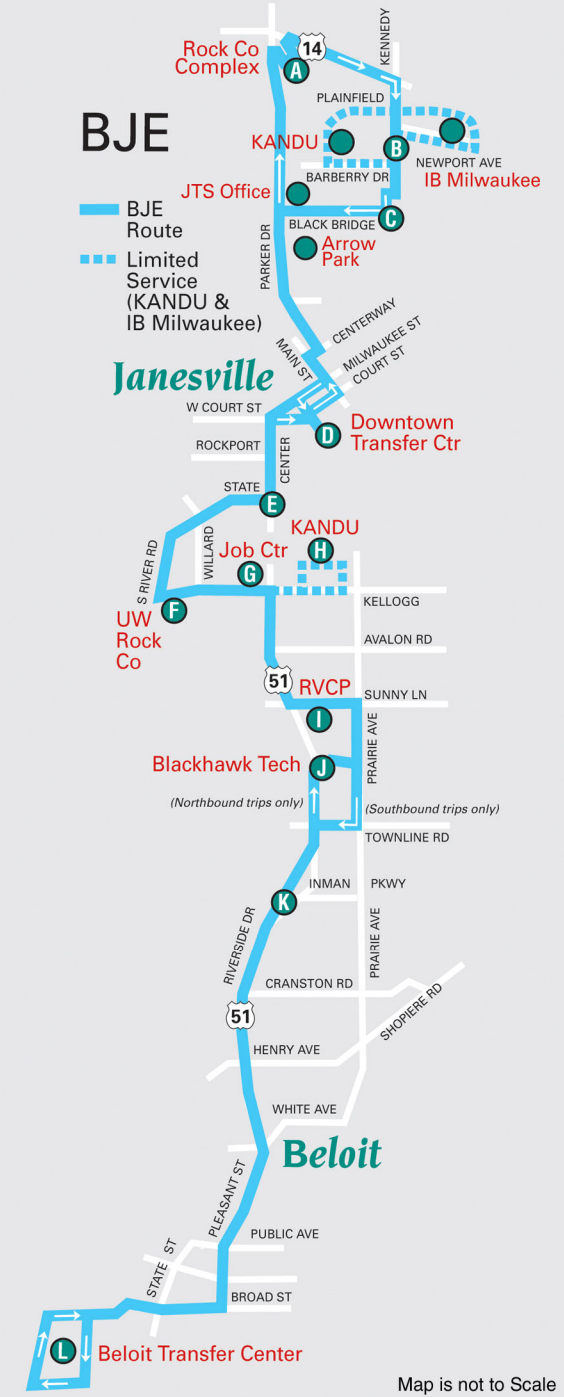 Rock Co
Complex
14
A
KENNEDY
PLAINFIELD
BJE
KANDU
B
NEWPORT AVE
IB Milwaukee
BARBERRY DR
JTS Office
BJE
Route
C
BLACK BRIDGE
PARKER DR
Arrow
Park
Limited
Service
(KANDU &
IB Milwaukee)
CENTERWAY
MAIN ST
MILWAUKEE ST
COURT ST
Janesville
W COURT ST
Downtown
Transfer Ctr
D
ROCKPORT
CENTER
STATE
E
KANDU
H
S RIVER RD
WILLARD
Job Ctr
G
KELLOGG
F
UW
Rock
Co
AVALON RD
51
RVCP
SUNNY LN
I
PRAIRIE AVE
Blackhawk Tech
J
(Northbound trips only)
(Southbound trips only)
TOWNLINE RD
INMAN PKWY
K
RIVERSIDE DR
PRAIRIE AVE
CRANSTON RD
51
SHOPIERE RD
HENRY AVE
WHITE AVE
Beloit
PLEASANT ST
PUBLIC AVE
STATE ST
BROAD ST
L
Beloit Transfer Center
Map is not to Scale